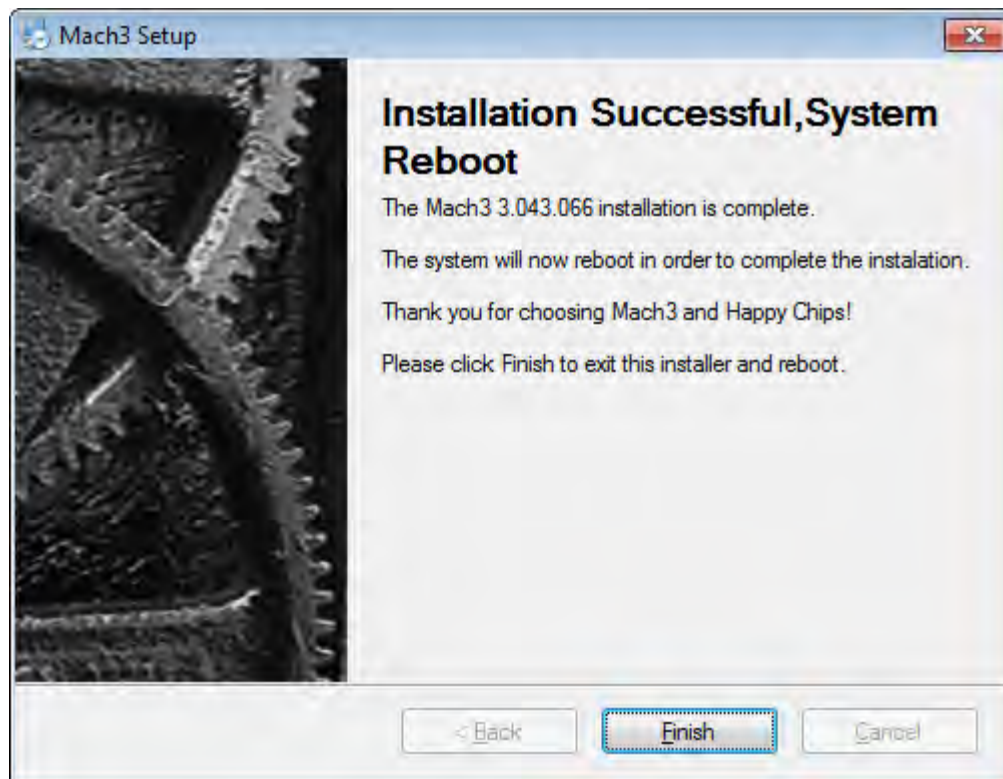 Mach3 Setup
Installation Successful,System
Reboot
The Mach3 3.043.066 installation is complete.
The system will now reboot in order to complete the instalation.
Thank you for choosing Mach3 and Happy Chips!
Please click Finish to exit this installer and reboot.
< Back Finish Cancel